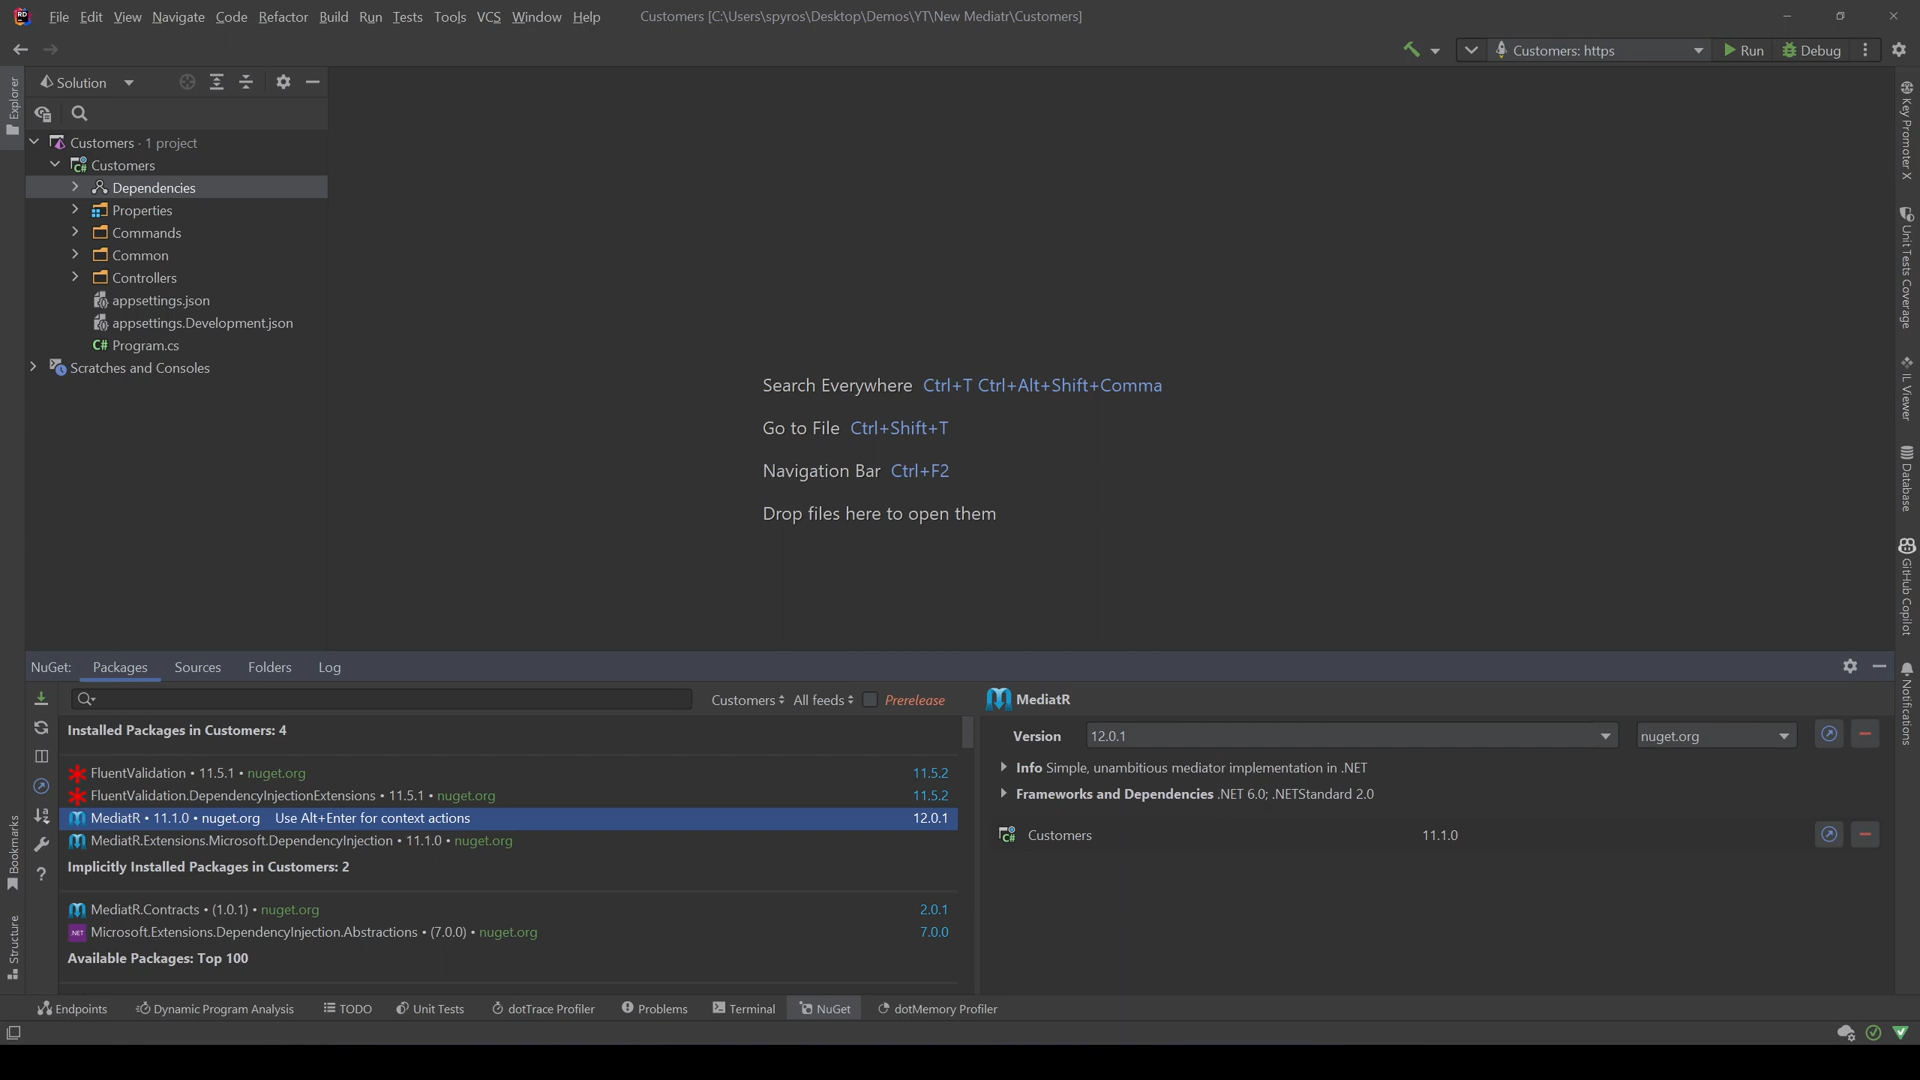 File Edit View Navigate Code Refactor Build Run Tests Tools VCS Window Help Customers [C:\Users\spyros\Desktop\Demos\YT\New Mediatr\Customers]
Customers: https Run Debug
Explorer
Solution
Customers · 1 project
C# Customers
Dependencies
Properties
Commands
Common
Controllers
appsettings.json
appsettings.Development.json
C# Program.cs
Scratches and Consoles
Search Everywhere Ctrl+T Ctrl+Alt+Shift+Comma
Go to File Ctrl+Shift+T
Navigation Bar Ctrl+F2
Drop files here to open them
Key Promoter X
Unit Tests Coverage
IL Viewer
Database
GitHub Copilot
Notifications
NuGet: Packages Sources Folders Log
Customers All feeds Prerelease
Installed Packages in Customers: 4
FluentValidation • 11.5.1 • nuget.org 11.5.2
FluentValidation.DependencyInjectionExtensions • 11.5.1 • nuget.org 11.5.2
MediatR • 11.1.0 • nuget.org Use Alt+Enter for context actions 12.0.1
MediatR.Extensions.Microsoft.DependencyInjection • 11.1.0 • nuget.org
Implicitly Installed Packages in Customers: 2
MediatR.Contracts • (1.0.1) • nuget.org 2.0.1
.NET Microsoft.Extensions.DependencyInjection.Abstractions • (7.0.0) • nuget.org 7.0.0
Available Packages: Top 100
MediatR
Version 12.0.1 nuget.org
Info Simple, unambitious mediator implementation in .NET
Frameworks and Dependencies .NET 6.0; .NETStandard 2.0
C# Customers 11.1.0
Bookmarks
Structure
Endpoints Dynamic Program Analysis TODO Unit Tests dotTrace Profiler Problems Terminal NuGet dotMemory Profiler